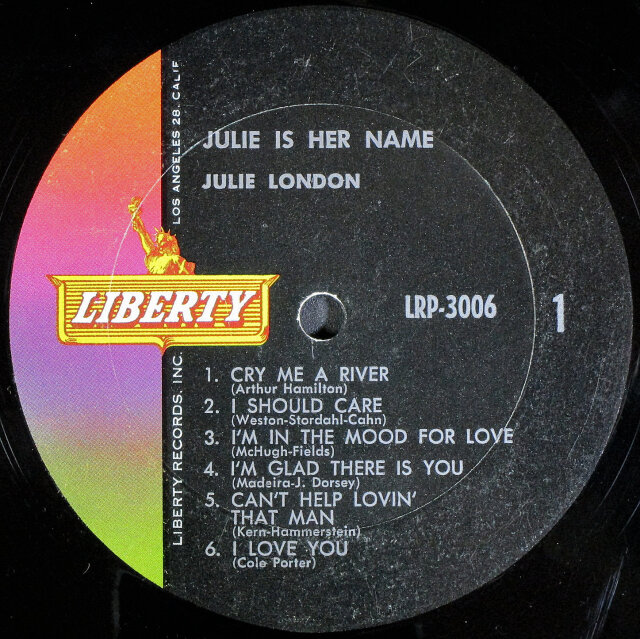 JULIE IS HER NAME
JULIE LONDON
LIBERTY
LRP-3006
1
LIBERTY RECORDS, INC.
LOS ANGELES 28, CALIF
1. CRY ME A RIVER
(Arthur Hamilton)
2. I SHOULD CARE
(Weston-Stordahl-Cahn)
3. I'M IN THE MOOD FOR LOVE
(McHugh-Fields)
4. I'M GLAD THERE IS YOU
(Madeira-J. Dorsey)
5. CAN'T HELP LOVIN'
THAT MAN
(Kern-Hammerstein)
6. I LOVE YOU
(Cole Porter)